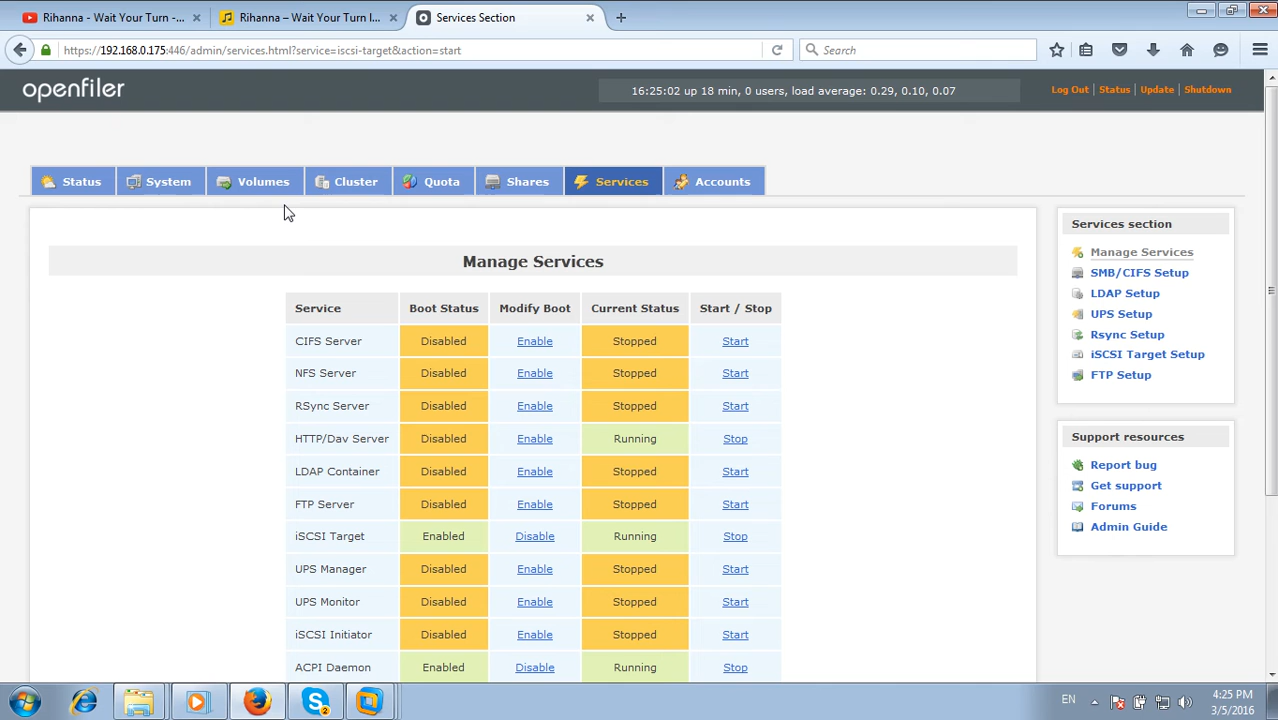 Rihanna - Wait Your Turn -...
Rihanna – Wait Your Turn l...
Services Section
https://192.168.0.175:446/admin/services.html?service=iscsi-target&action=start
Search
openfiler
16:25:02 up 18 min, 0 users, load average: 0.29, 0.10, 0.07
Log Out | Status | Update | Shutdown
Status System Volumes Cluster Quota Shares Services Accounts
Manage Services
Service Boot Status Modify Boot Current Status Start / Stop
CIFS Server Disabled Enable Stopped Start
NFS Server Disabled Enable Stopped Start
RSync Server Disabled Enable Stopped Start
HTTP/Dav Server Disabled Enable Running Stop
LDAP Container Disabled Enable Stopped Start
FTP Server Disabled Enable Stopped Start
iSCSI Target Enabled Disable Running Stop
UPS Manager Disabled Enable Stopped Start
UPS Monitor Disabled Enable Stopped Start
iSCSI Initiator Disabled Enable Stopped Start
ACPI Daemon Enabled Disable Running Stop
Services section
Manage Services
SMB/CIFS Setup
LDAP Setup
UPS Setup
Rsync Setup
iSCSI Target Setup
FTP Setup
Support resources
Report bug
Get support
Forums
Admin Guide
2
EN
4:25 PM
3/5/2016